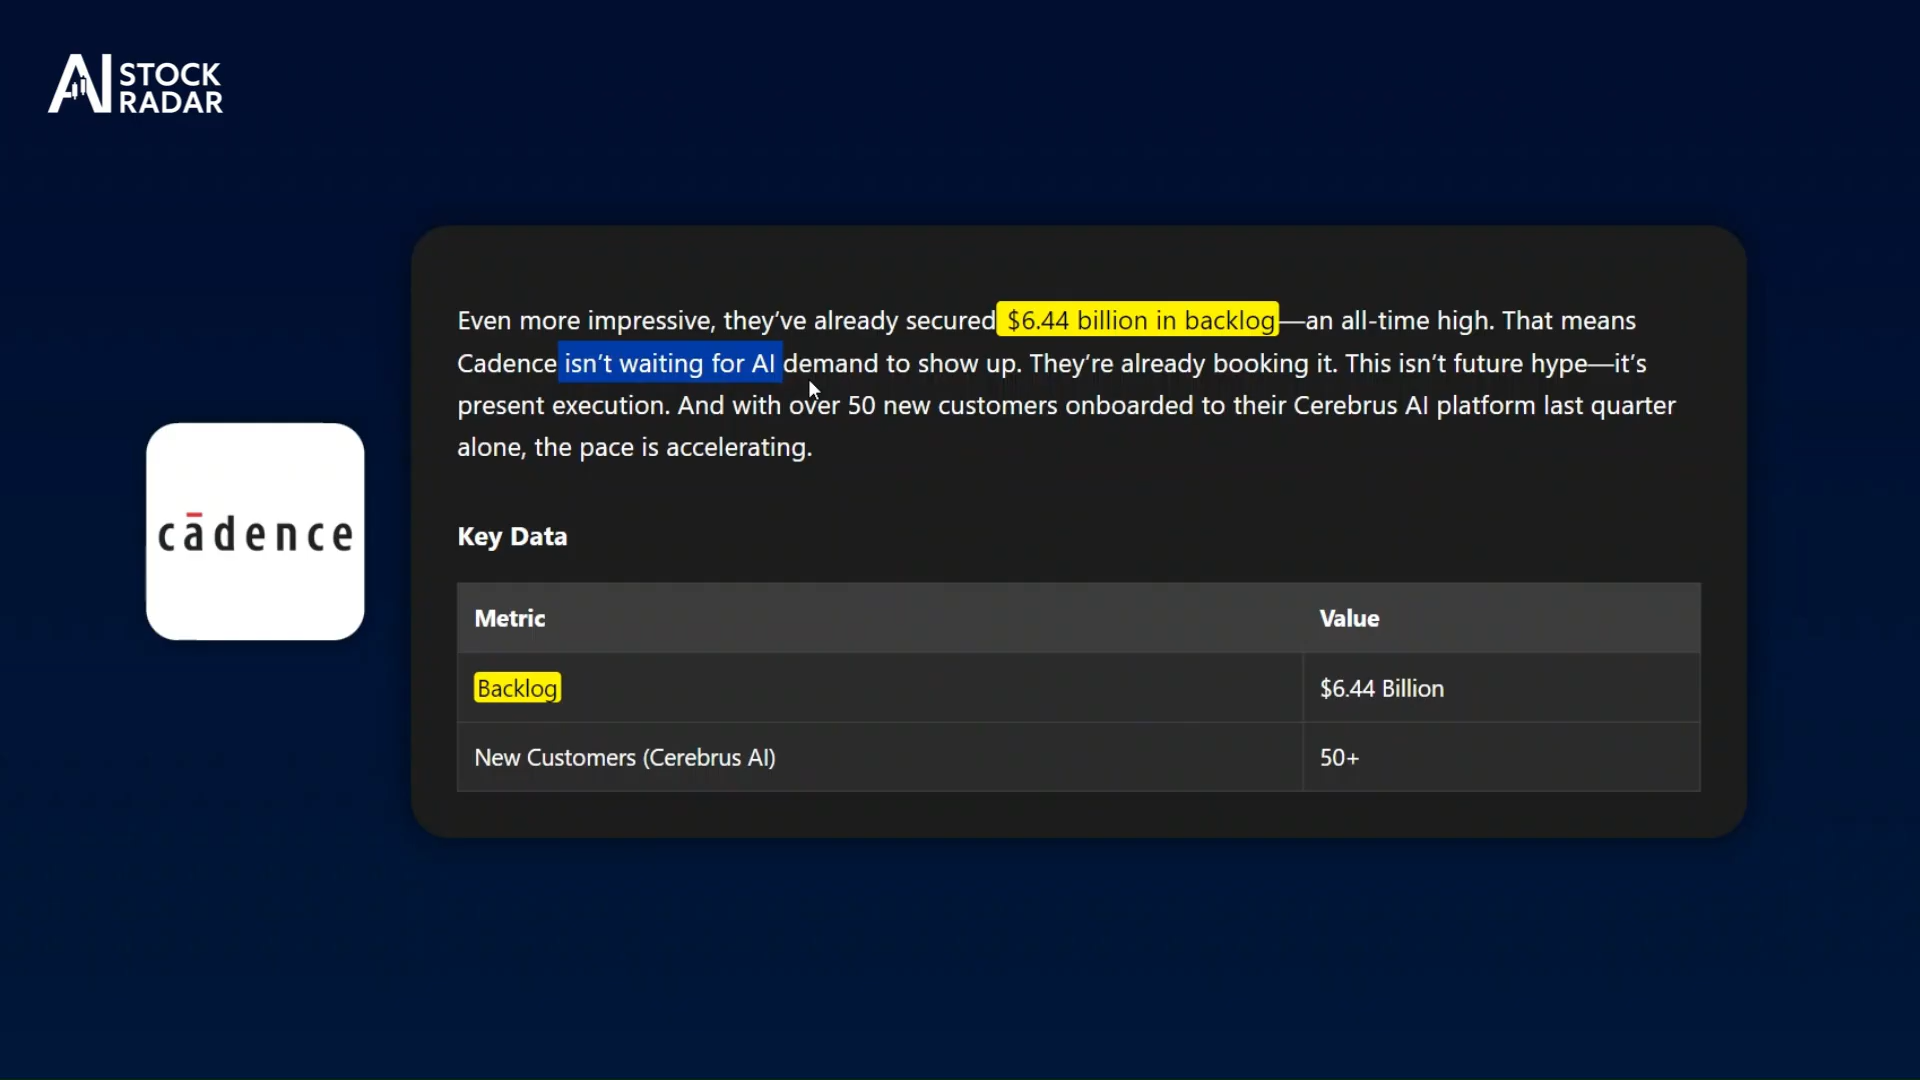 AI STOCK
RADAR
Even more impressive, they’ve already secured $6.44 billion in backlog—an all-time high. That means
Cadence isn’t waiting for AI demand to show up. They’re already booking it. This isn’t future hype—it’s
present execution. And with over 50 new customers onboarded to their Cerebrus AI platform last quarter
alone, the pace is accelerating.
cādence
Key Data
Metric Value
Backlog $6.44 Billion
New Customers (Cerebrus AI) 50+